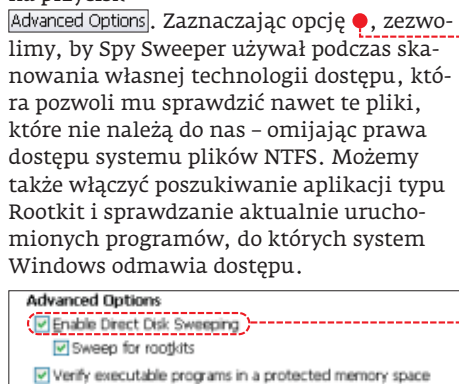 Advanced Options. Zaznaczając opcję , zezwo-
limy, by Spy Sweeper używał podczas ska-
nowania własnej technologii dostępu, któ-
ra pozwoli mu sprawdzić nawet te pliki,
które nie należą do nas – omijając prawa
dostępu systemu plików NTFS. Możemy
także włączyć poszukiwanie aplikacji typu
Rootkit i sprawdzanie aktualnie urucho-
mionych programów, do których system
Windows odmawia dostępu.
Advanced Options
Enable Direct Disk Sweeping
Sweep for rootkits
Verify executable programs in a protected memory space